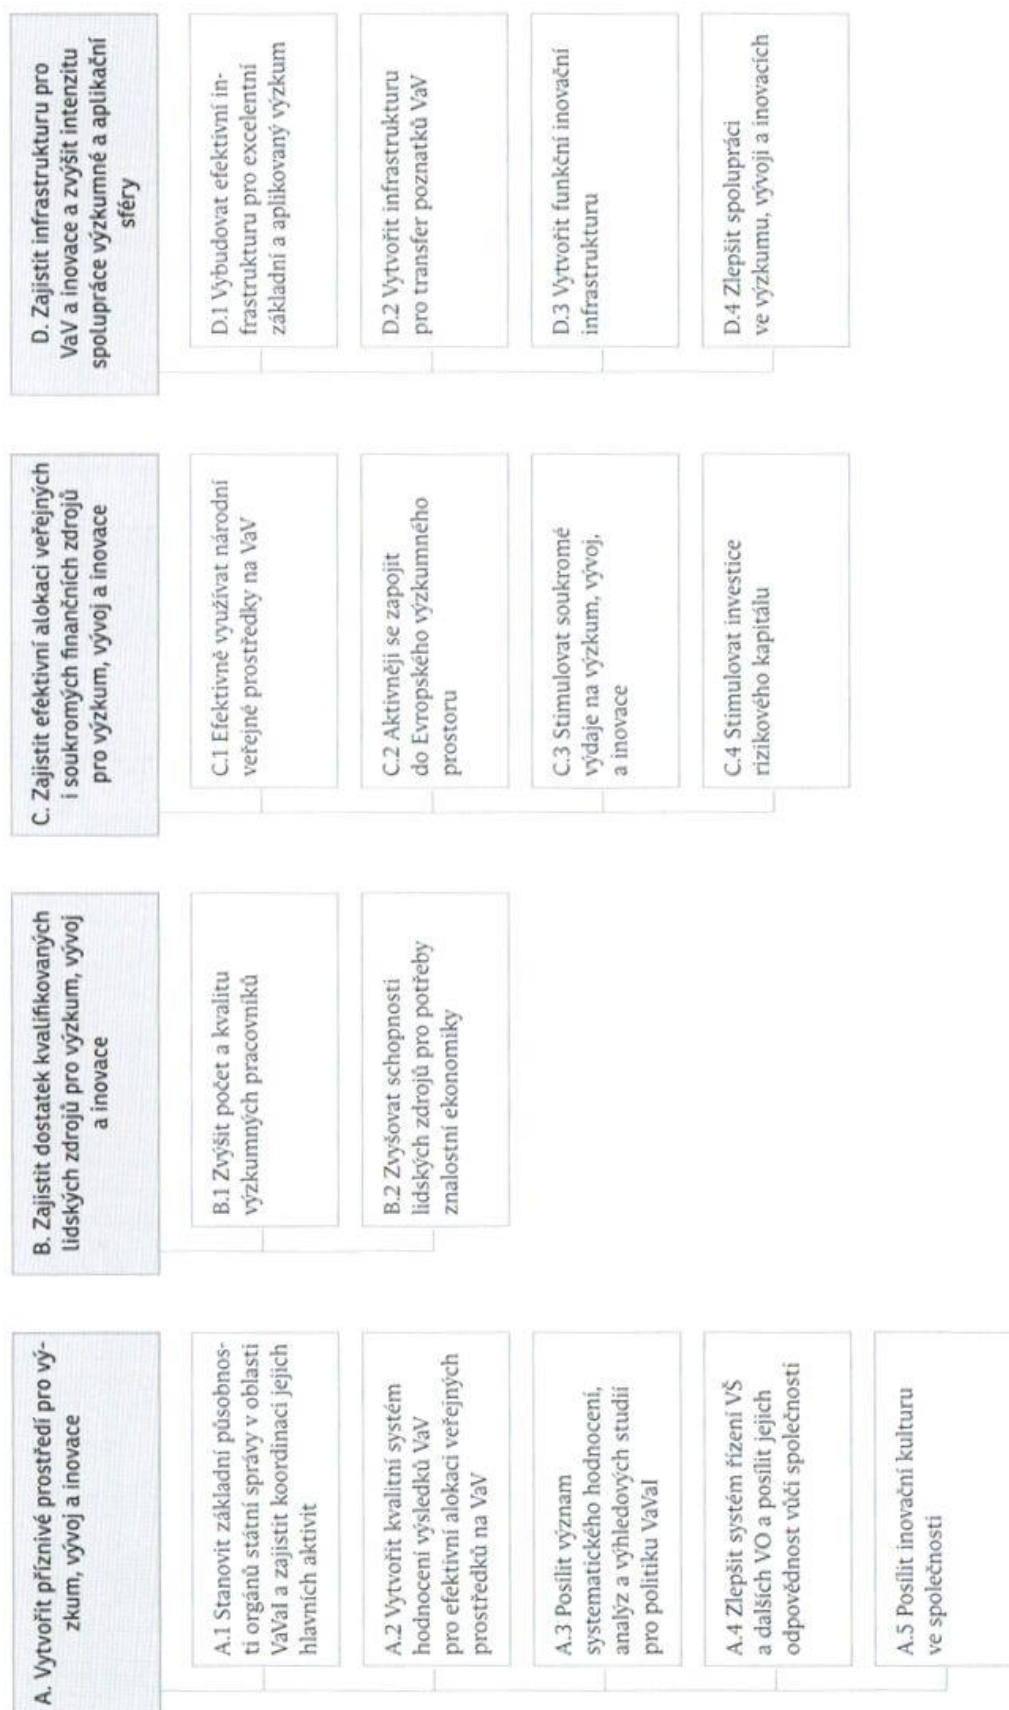 A. Vytvořit příznivé prostředí pro vý-
zkum, vývoj a inovace
A.1 Stanovit základní působnos-
ti orgánů státní správy v oblasti
VaVaI a zajistit koordinaci jejich
hlavních aktivit
A.2 Vytvořit kvalitní systém
hodnocení výsledků VaV
pro efektivní alokaci veřejných
prostředků na VaV
A.3 Posílit význam
systematického hodnocení,
analýz a výhledových studií
pro politiku VaVaI
A.4 Zlepšit systém řízení VŠ
a dalších VO a posílit jejich
odpovědnost vůči společnosti
A.5 Posílit inovační kulturu
ve společnosti
B. Zajistit dostatek kvalifikovaných
lidských zdrojů pro výzkum, vývoj
a inovace
B.1 Zvýšit počet a kvalitu
výzkumných pracovníků
B.2 Zvyšovat schopnosti
lidských zdrojů pro potřeby
znalostní ekonomiky
C. Zajistit efektivní alokaci veřejných
i soukromých finančních zdrojů
pro výzkum, vývoj a inovace
C.1 Efektivně využívat národní
veřejné prostředky na VaV
C.2 Aktivněji se zapojit
do Evropského výzkumného
prostoru
C.3 Stimulovat soukromé
výdaje na výzkum, vývoj,
a inovace
C.4 Stimulovat investice
rizikového kapitálu
D. Zajistit infrastrukturu pro
VaV a inovace a zvýšit intenzitu
spolupráce výzkumné a aplikační
sféry
D.1 Vybudovat efektivní in-
frastrukturu pro excelentní
základní a aplikovaný výzkum
D.2 Vytvořit infrastrukturu
pro transfer poznatků VaV
D.3 Vytvořit funkční inovační
infrastrukturu
D.4 Zlepšit spolupráci
ve výzkumu, vývoji a inovacích